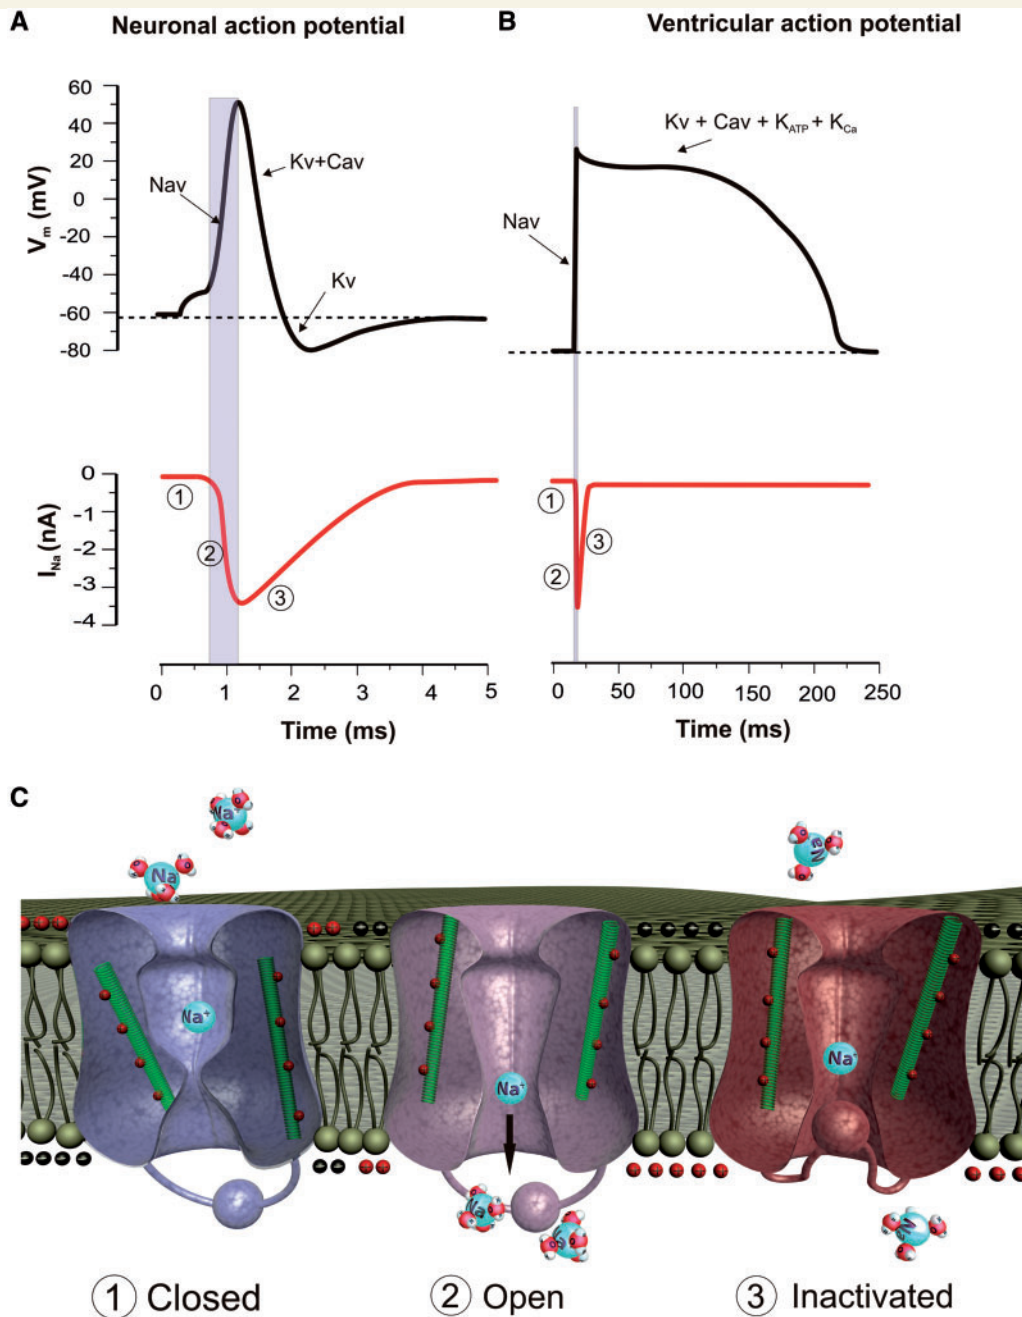 A
Neuronal action potential
B
Ventricular action potential
60
40
20
0
-20
-40
-60
-80
Vm (mV)
Nav
Kv+Cav
Kv
Nav
Kv + Cav + KATP + KCa
0
-1
-2
-3
-4
INa (nA)
1
2
3
1
2
3
0 1 2 3 4 5
Time (ms)
0 50 100 150 200 250
Time (ms)
C
Na+
Na
Na
Na+
Na+
Na+
Na
Na
1 Closed
2 Open
3 Inactivated